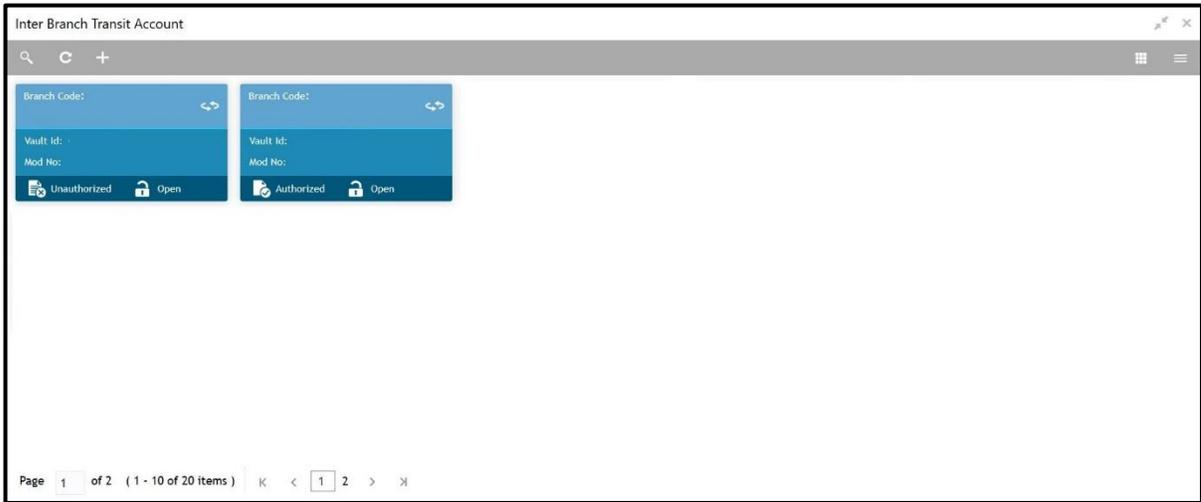 Inter Branch Transit Account
Branch Code:
Vault Id:
Mod No:
Unauthorized Open
Branch Code:
Vault Id:
Mod No:
Authorized Open
Page 1 of 2 ( 1 - 10 of 20 items ) 1 2